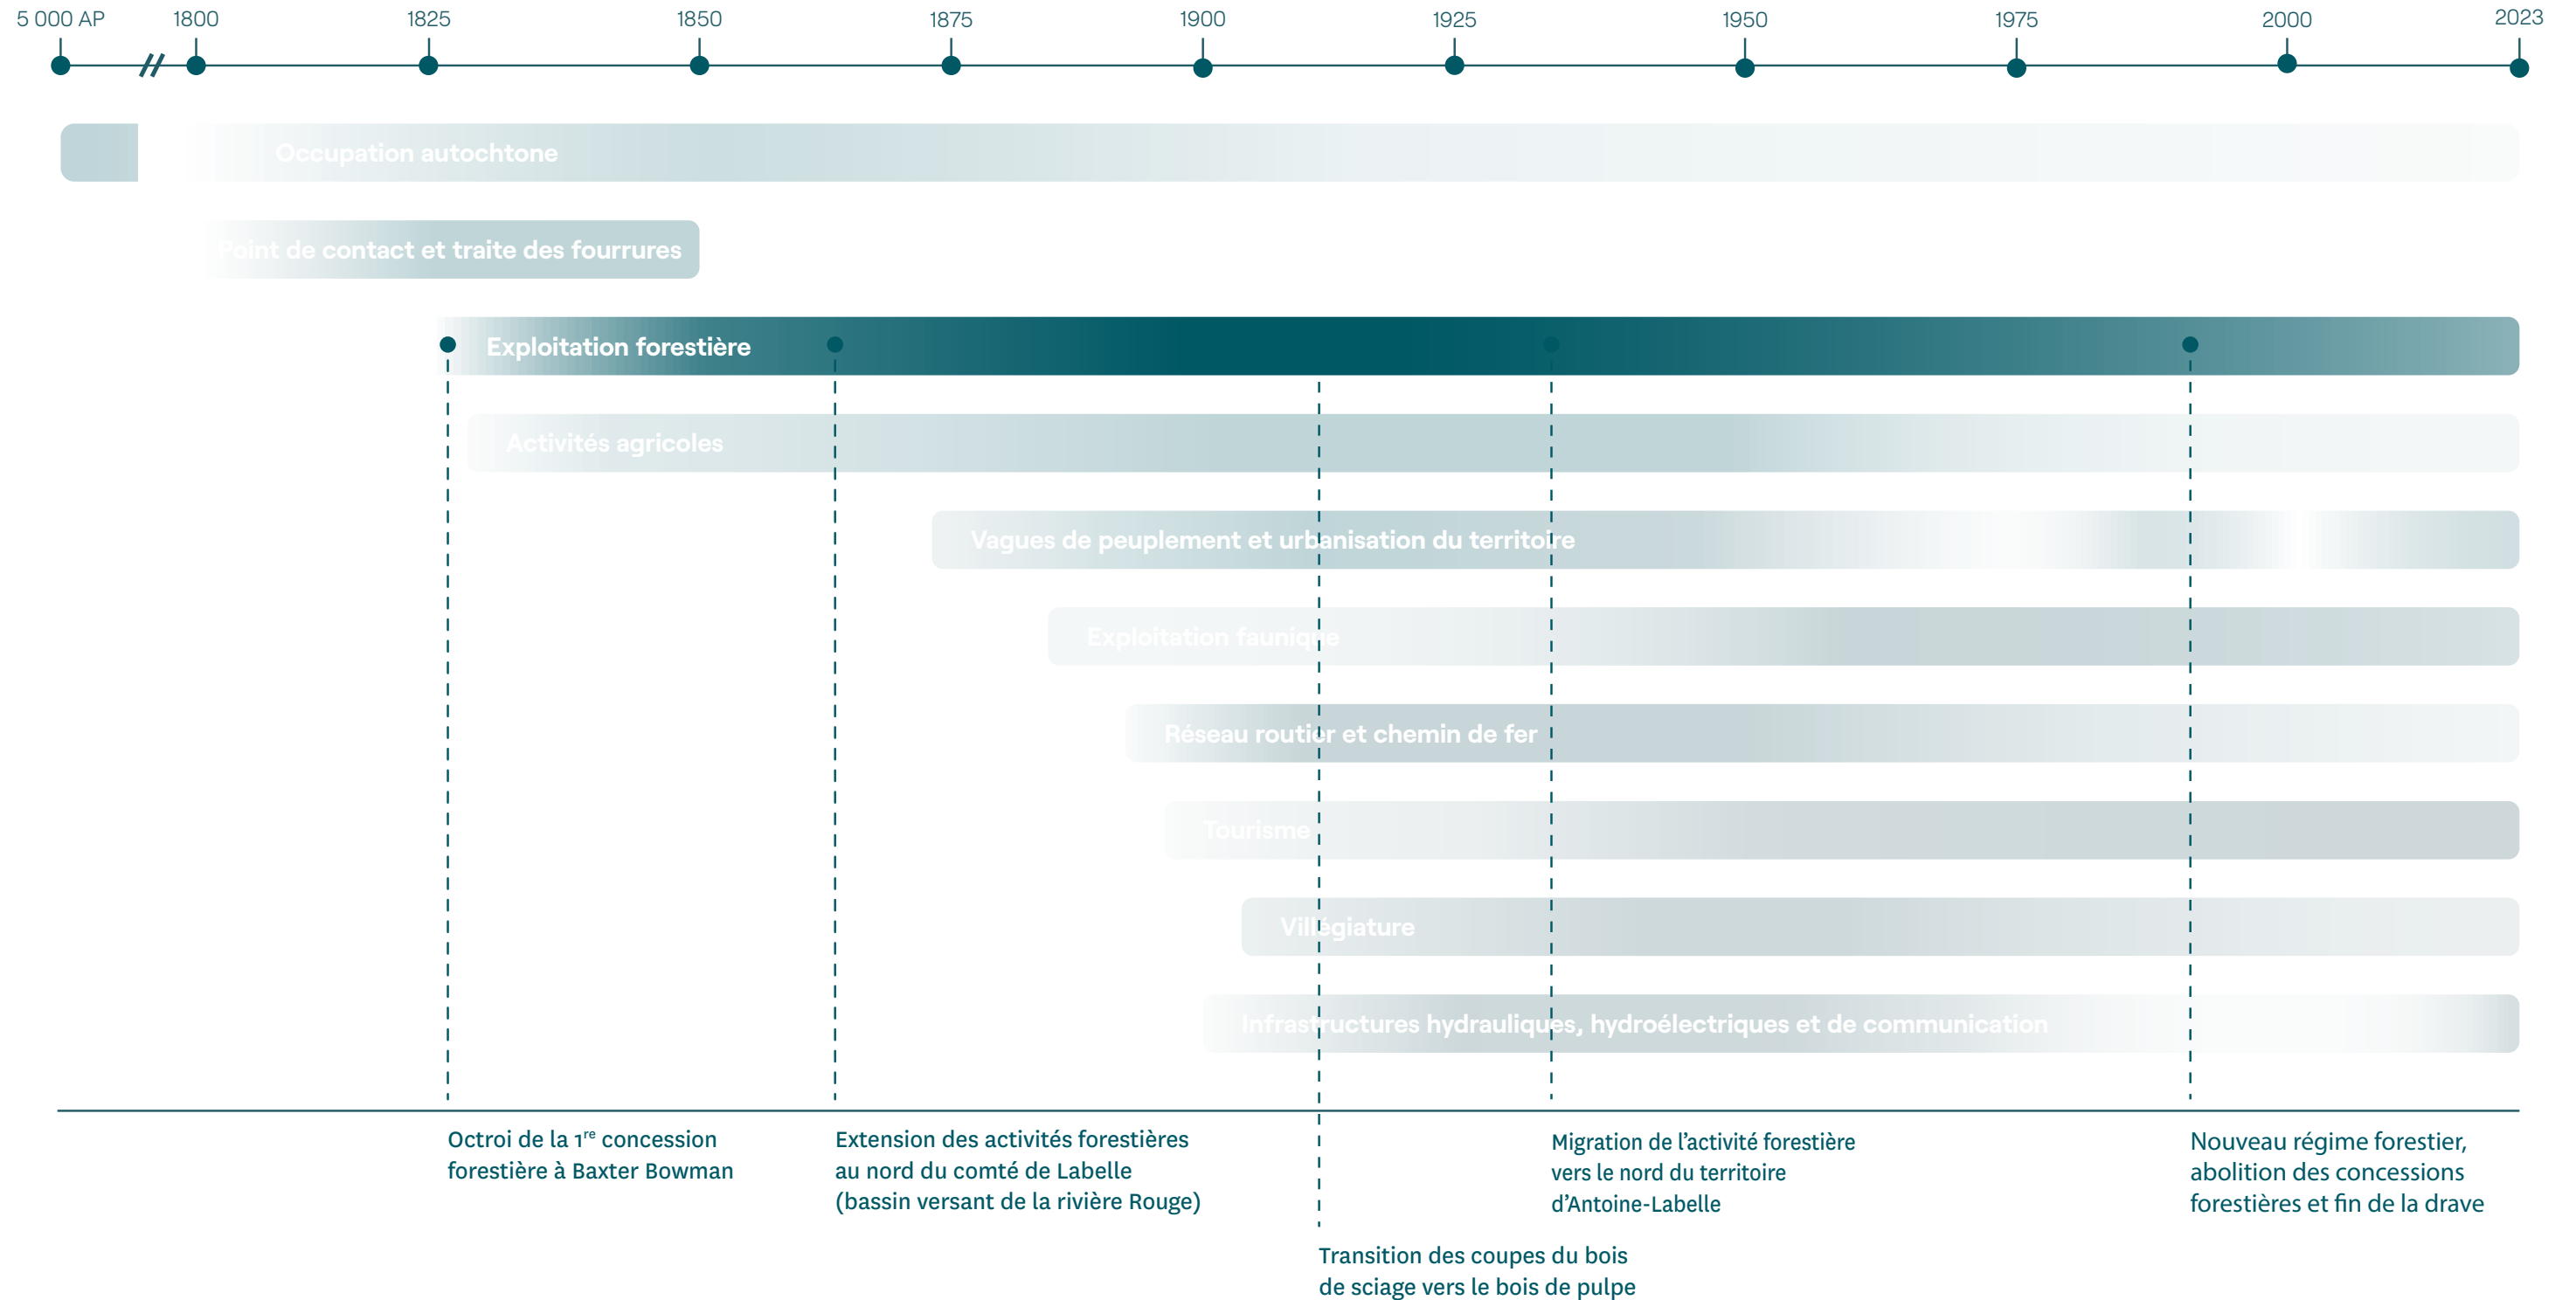 5 000 AP
1800
1825
1850
1875
1900
1925
1950
1975
2000
2023
Occupation autochtone
Point de contact et traite des fourrures
Exploitation forestière
Activités agricoles
Vagues de peuplement et urbanisation du territoire
Exploitation faunique
Réseau routier et chemin de fer
Tourisme
Villégiature
Infrastructures hydrauliques, hydroélectriques et de communication
Octroi de la 1re concession
forestière à Baxter Bowman
Extension des activités forestières
au nord du comté de Labelle
(bassin versant de la rivière Rouge)
Transition des coupes du bois
de sciage vers le bois de pulpe
Migration de l’activité forestière
vers le nord du territoire
d’Antoine-Labelle
Nouveau régime forestier,
abolition des concessions
forestières et fin de la drave